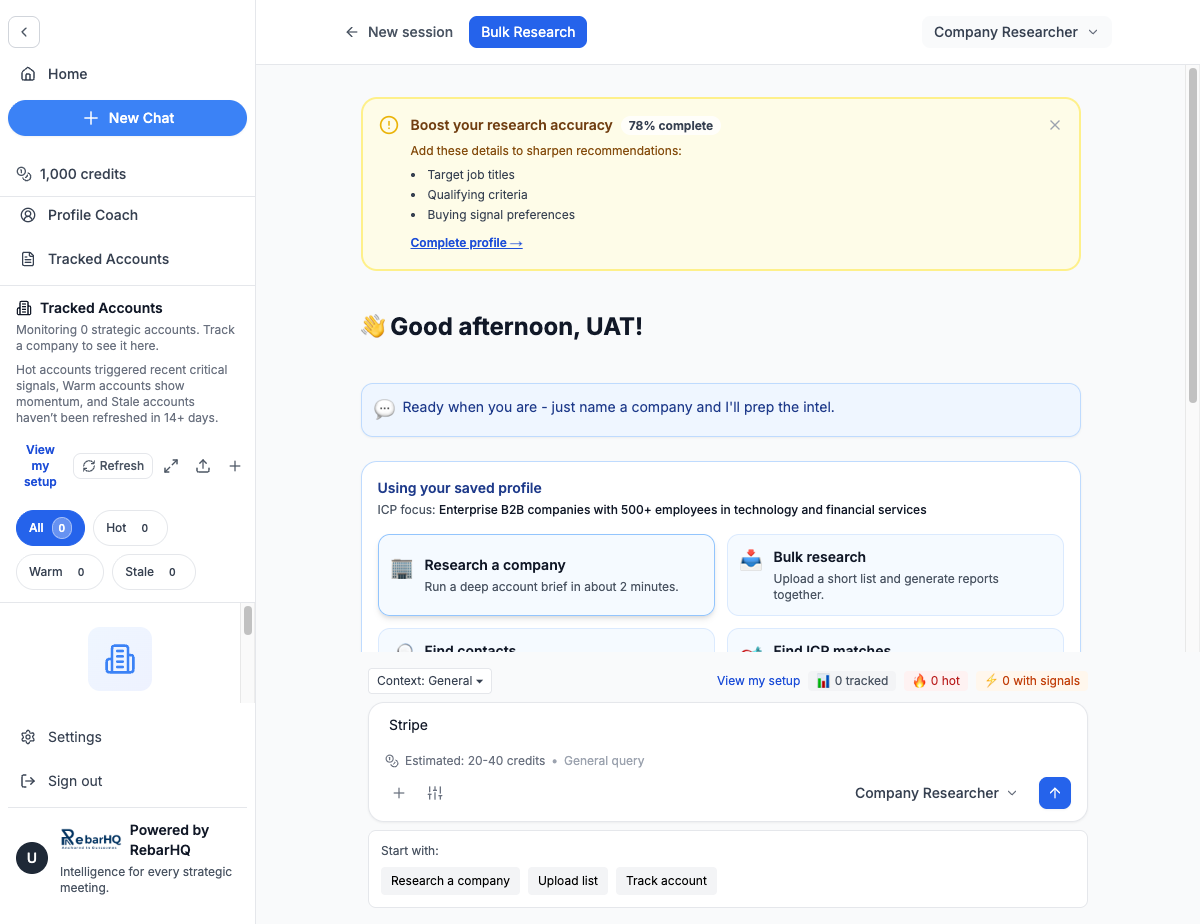 Home
New Chat
1,000 credits
Profile Coach
Tracked Accounts
Tracked Accounts
Monitoring 0 strategic accounts. Track
a company to see it here.
Hot accounts triggered recent critical
signals, Warm accounts show
momentum, and Stale accounts
haven't been refreshed in 14+ days.
View
my
setup
Refresh
All 0
Hot 0
Warm 0
Stale 0
Settings
Sign out
U
RebarHQ
Powered by
RebarHQ
Intelligence for every strategic
meeting.
← New session
Bulk Research
Company Researcher
Boost your research accuracy 78% complete
Add these details to sharpen recommendations:
• Target job titles
• Qualifying criteria
• Buying signal preferences
Complete profile →
👋 Good afternoon, UAT!
Ready when you are - just name a company and I'll prep the intel.
Using your saved profile
ICP focus: Enterprise B2B companies with 500+ employees in technology and financial services
Research a company
Run a deep account brief in about 2 minutes.
Bulk research
Upload a short list and generate reports
together.
Find contacts
Find ICP matches
Context: General
View my setup
0 tracked
0 hot
0 with signals
Stripe
Estimated: 20-40 credits • General query
Company Researcher
Start with:
Research a company
Upload list
Track account